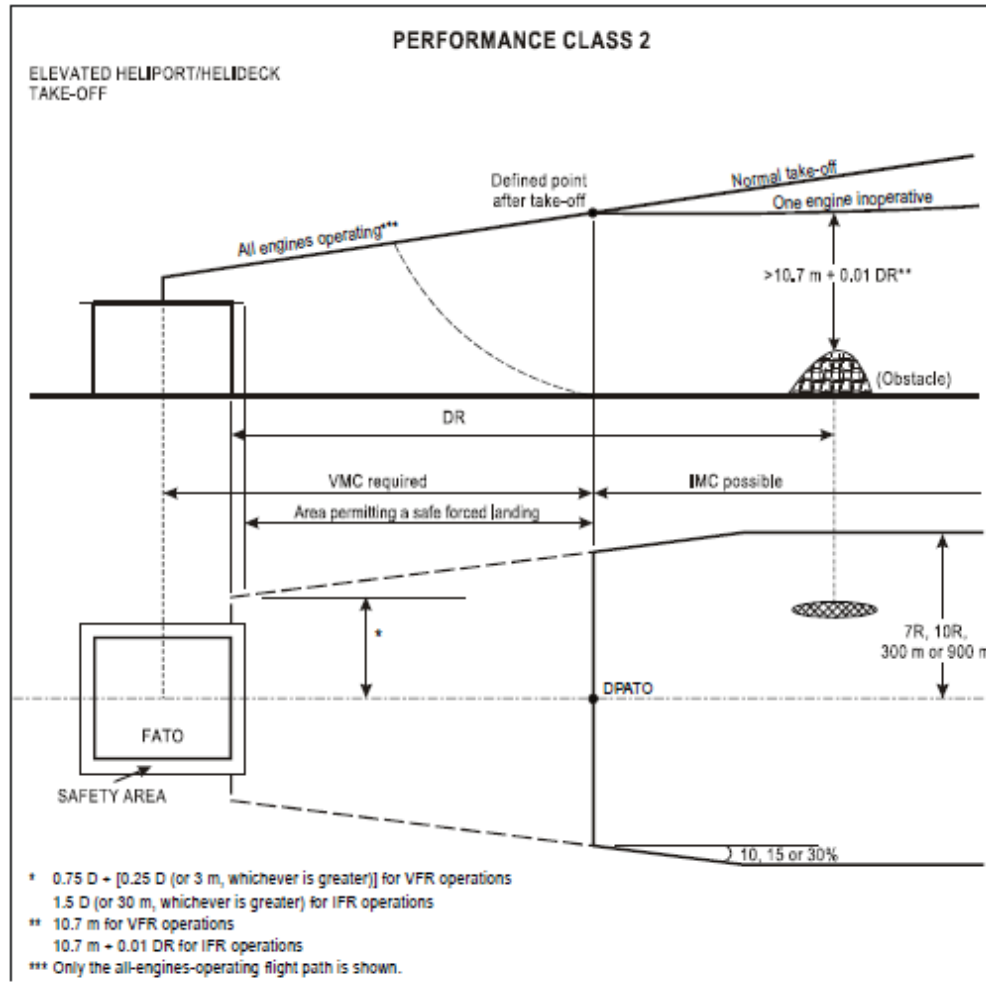 PERFORMANCE CLASS 2
ELEVATED HELIPORT/HELIDECK
TAKE-OFF
Defined point
after take-off
Normal take-off
One engine inoperative
All engines operating***
>10.7 m + 0.01 DR**
(Obstacle)
DR
VMC required
IMC possible
Area permitting a safe forced landing
*
7R, 10R,
300 m or 900 m
DPATO
FATO
SAFETY AREA
10, 15 or 30%
* 0.75 D + [0.25 D (or 3 m, whichever is greater)] for VFR operations
1.5 D (or 30 m, whichever is greater) for IFR operations
** 10.7 m for VFR operations
10.7 m + 0.01 DR for IFR operations
*** Only the all-engines-operating flight path is shown.